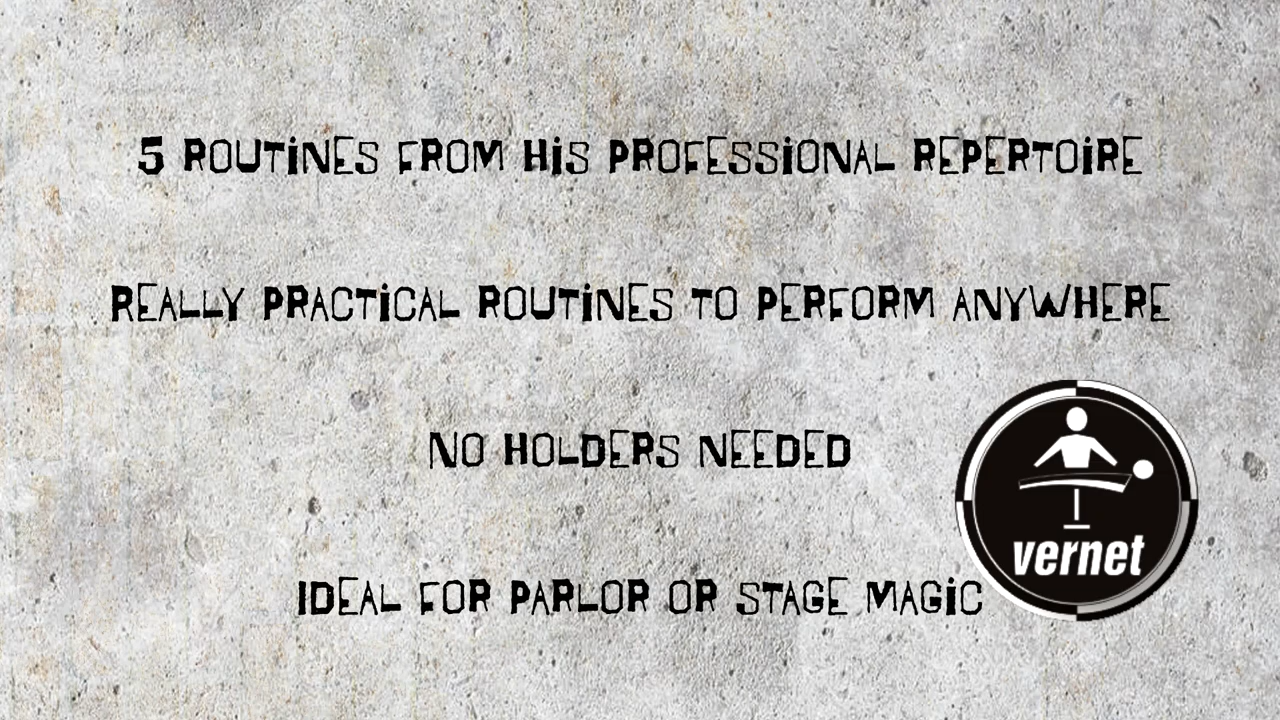 5 ROUTiNES FROM HiS PROFESSiONAL REPERTOiRE
REALLY PRACTiCAL ROUTiNES TO PERFORM ANYWHERE
NO HOLDERS NEEDED
vernet
IDEAL FOR PARLOR OR STAGE MAGiC